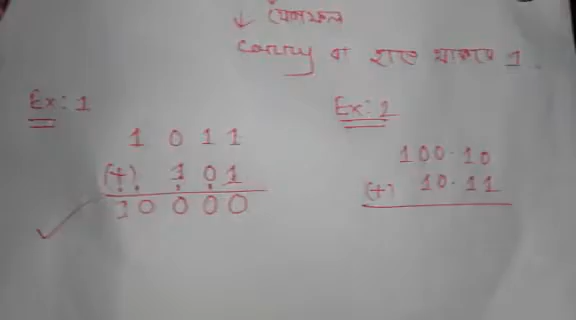 ↓ যোগফল
carry বা হাতে থাকবে 1
Ex: 1
1 0 1 1
(+) 1 0 1
1 0 0 0 0
Ex: 2
100.10
(+) 10.11